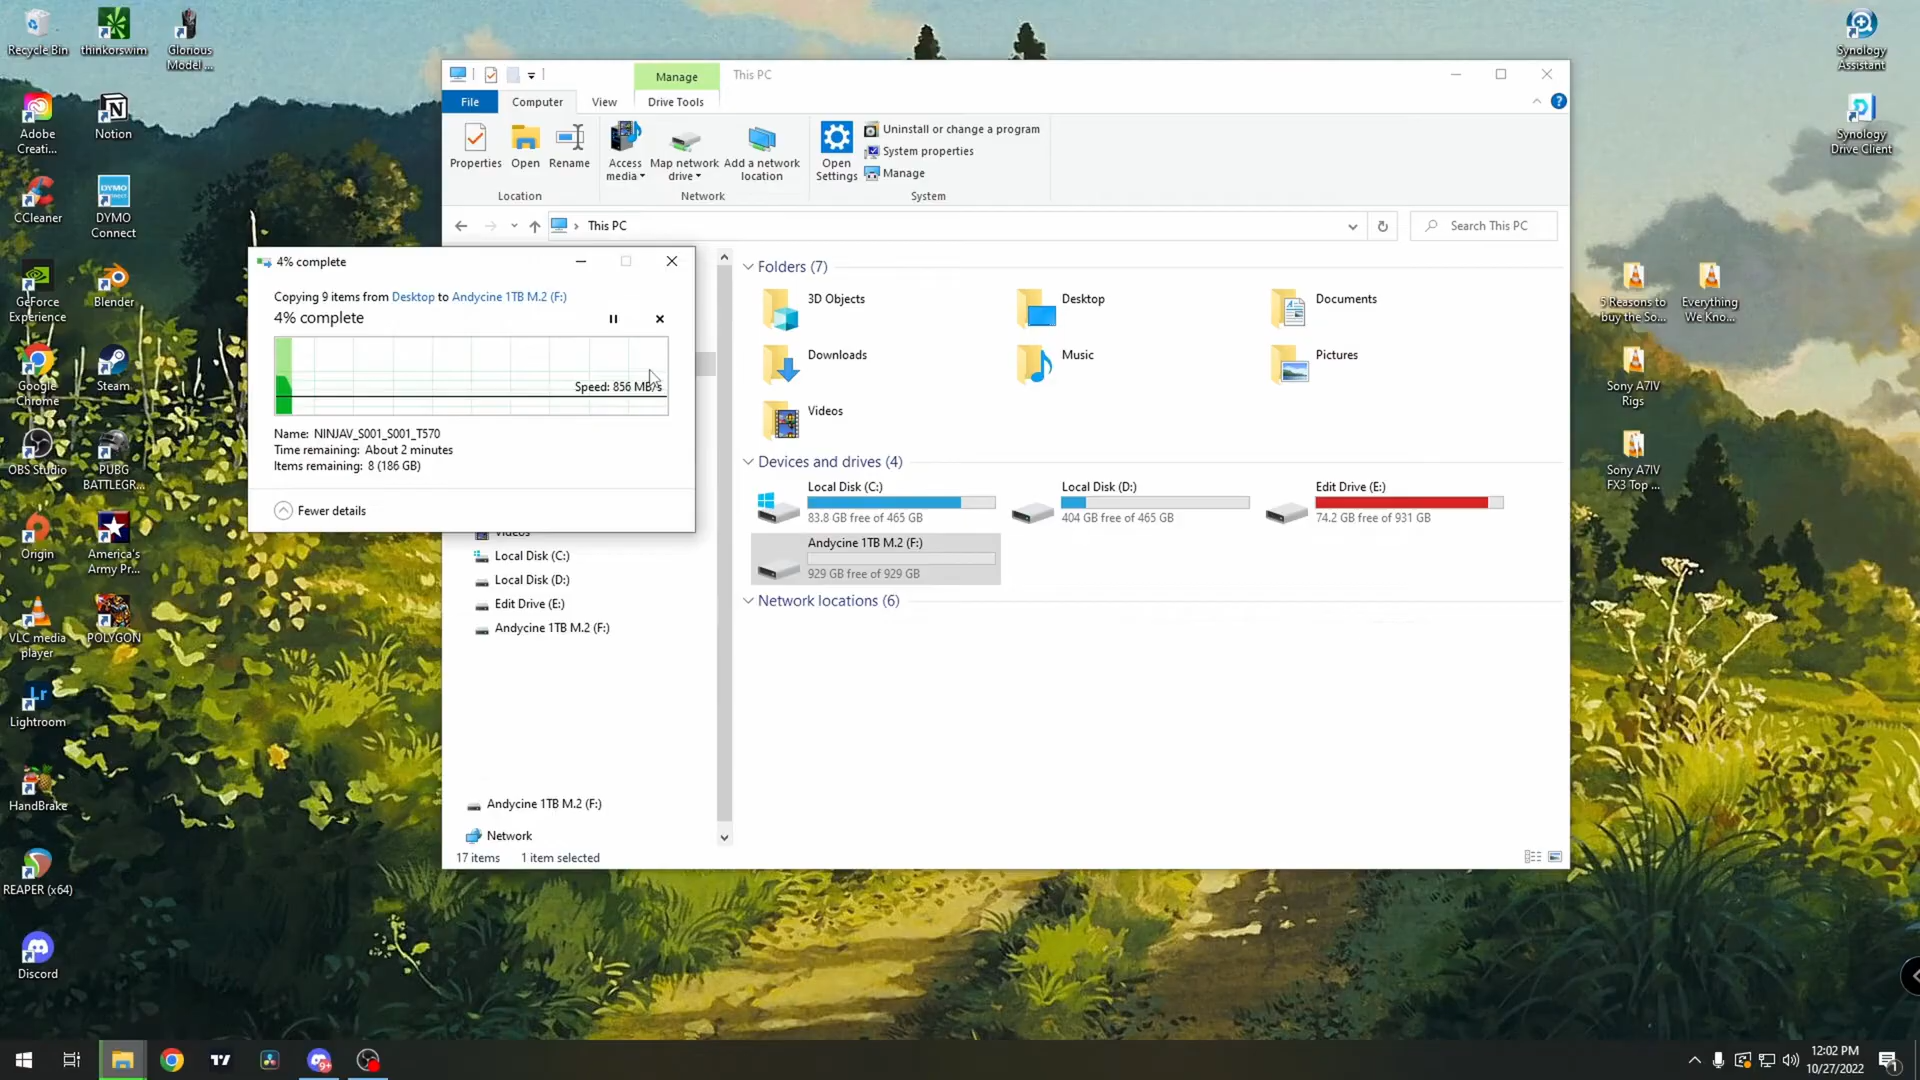 Recycle Bin
thinkorswim
Glorious
Model ...
Adobe
Creati...
Notion
CCleaner
DYMO
DYMO
Connect
GeForce
Experience
Blender
Google
Chrome
Steam
OBS Studio
PUBG
BATTLEGR...
Origin
America's
Army Pr...
VLC media
player
POLYGON
Lr
Lightroom
HandBrake
REAPER (x64)
Discord
Manage
This PC
File
Computer
View
Drive Tools
Properties
Open
Rename
Access
media
Map network
drive
Add a network
location
Open
Settings
Uninstall or change a program
System properties
Manage
Location
Network
System
This PC
Search This PC
4% complete
Copying 9 items from Desktop to Andycine 1TB M.2 (F:)
4% complete
Speed: 856 MB/s
Name: NINJAV_S001_S001_T570
Time remaining: About 2 minutes
Items remaining: 8 (186 GB)
Fewer details
Videos
Local Disk (C:)
Local Disk (D:)
Edit Drive (E:)
Andycine 1TB M.2 (F:)
Andycine 1TB M.2 (F:)
Network
17 items
1 item selected
Folders (7)
3D Objects
Desktop
Documents
Downloads
Music
Pictures
Videos
Devices and drives (4)
Local Disk (C:)
83.8 GB free of 465 GB
Local Disk (D:)
404 GB free of 465 GB
Edit Drive (E:)
74.2 GB free of 931 GB
Andycine 1TB M.2 (F:)
929 GB free of 929 GB
Network locations (6)
Synology
Assistant
Synology
Drive Client
5 Reasons to
buy the So...
Everything
We Kno...
Sony A7IV
Rigs
Sony A7IV
FX3 Top ...
9+
12:02 PM
10/27/2022
1